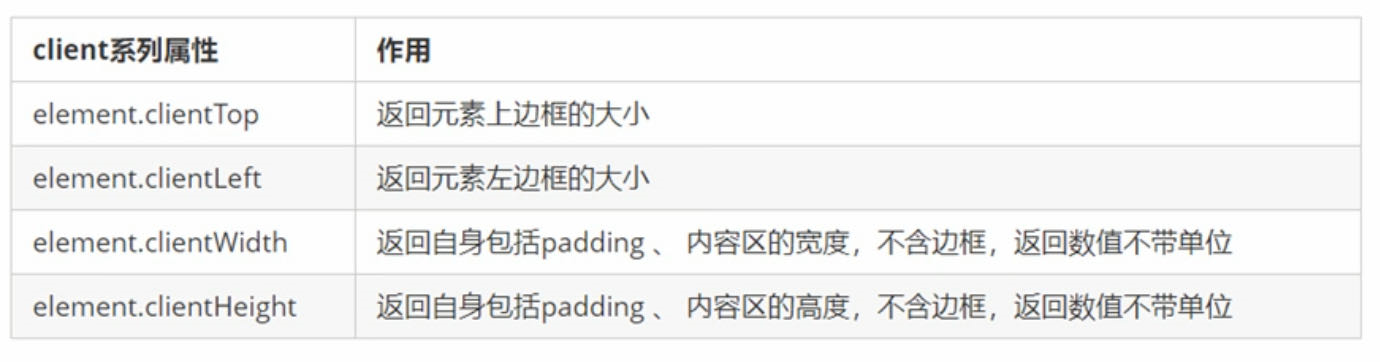 client系列属性 作用
element.clientTop 返回元素上边框的大小
element.clientLeft 返回元素左边框的大小
element.clientWidth 返回自身包括padding 、 内容区的宽度，不含边框，返回数值不带单位
element.clientHeight 返回自身包括padding 、 内容区的高度，不含边框，返回数值不带单位